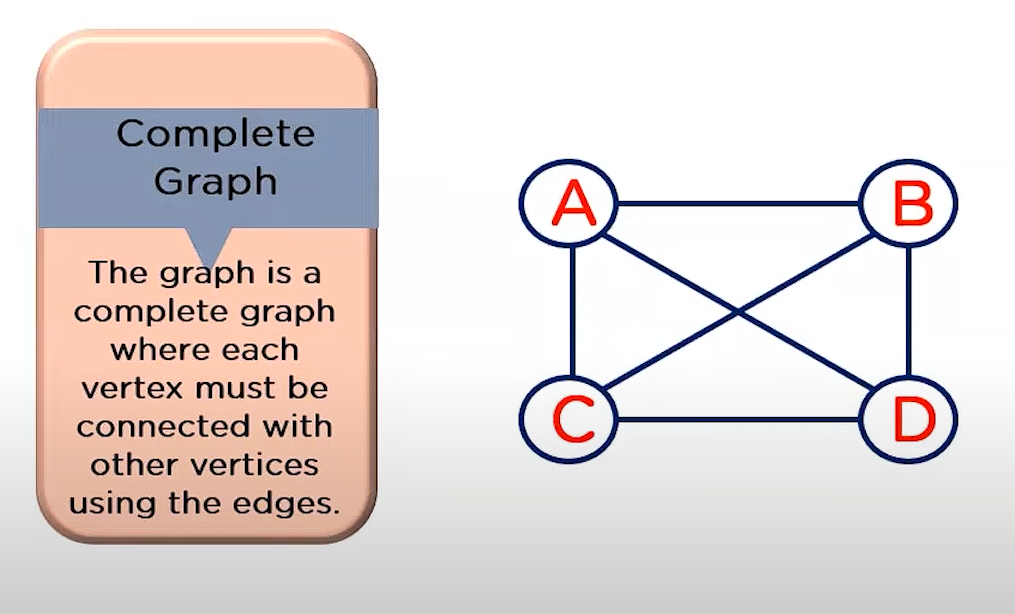 Complete
Graph
The graph is a
complete graph
where each
vertex must be
connected with
other vertices
using the edges.
A
B
C
D